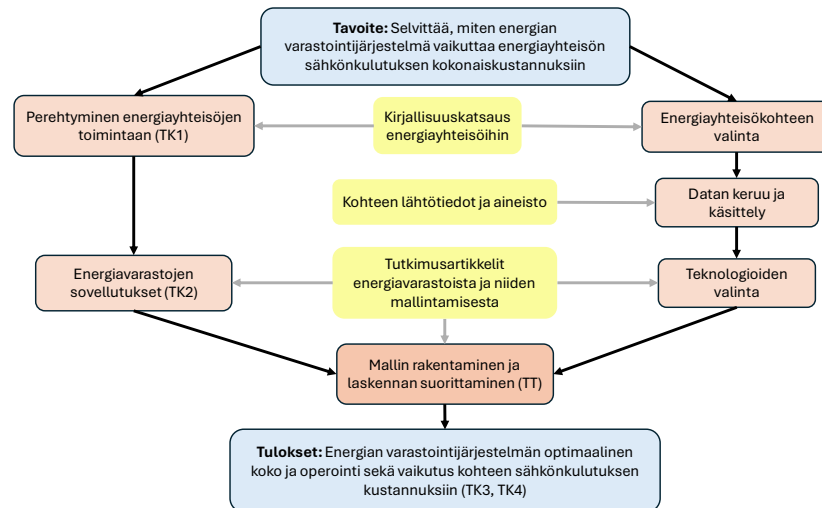 Tavoite: Selvittää, miten energian
varastointijärjestelmä vaikuttaa energiayhteisön
sähkönkulutuksen kokonaiskustannuksiin
Perehtyminen energiayhteisöjen
toimintaan (TK1)
Kirjallisuuskatsaus
energiayhteisöihin
Energiayhteisökohteen
valinta
Kohteen lähtötiedot ja aineisto
Datan keruu ja
käsittely
Energiavarastojen
sovellutukset (TK2)
Tutkimusartikkelit
energiavarastoista ja niiden
mallintamisesta
Teknologioiden
valinta
Mallin rakentaminen ja
laskennan suorittaminen (TT)
Tulokset: Energian varastointijärjestelmän optimaalinen
koko ja operointi sekä vaikutus kohteen sähkönkulutuksen
kustannuksiin (TK3, TK4)